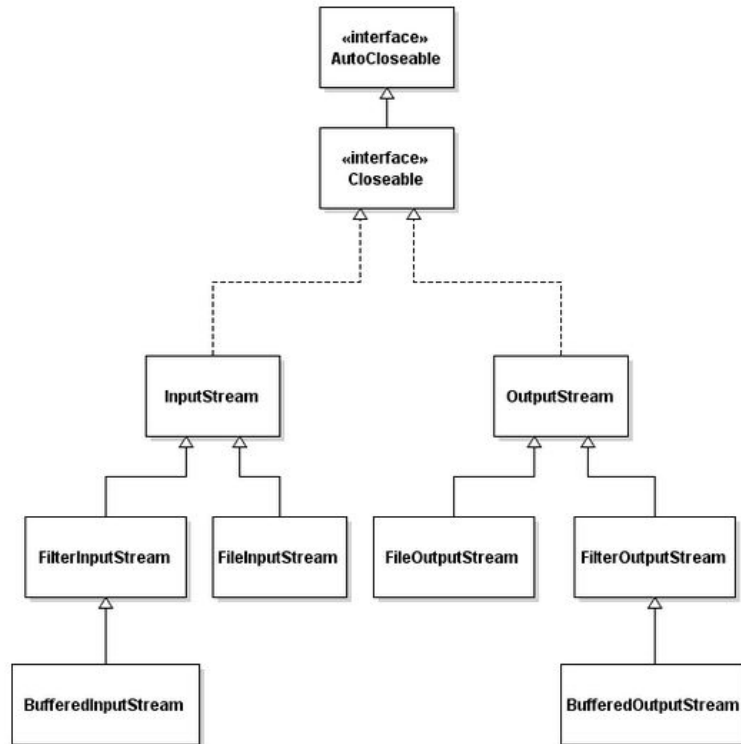 «interface»
AutoCloseable
«interface»
Closeable
InputStream
OutputStream
FilterInputStream
FileInputStream
FileOutputStream
FilterOutputStream
BufferedInputStream
BufferedOutputStream